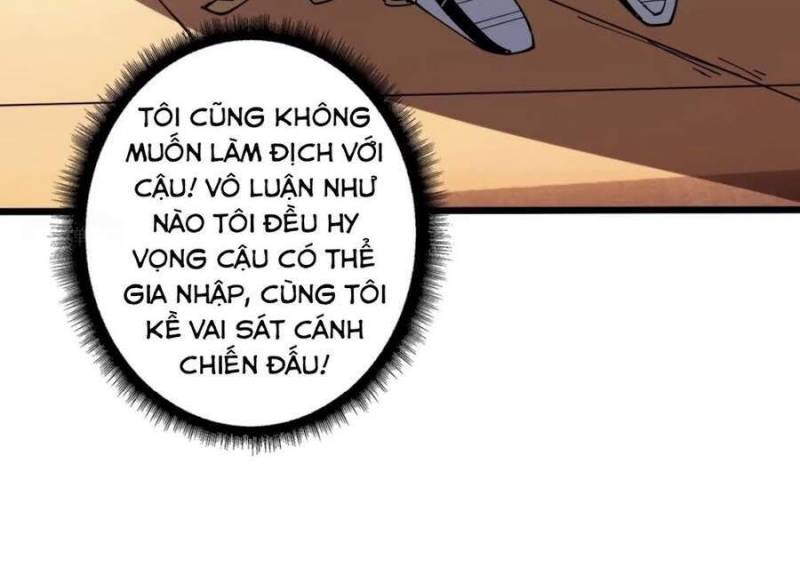 TÔI CŨNG KHÔNG
MUỐN LÀM ĐỊCH VỚI
CẬU! VÔ LUẬN NHƯ
NÀO TÔI ĐỀU HY
VỌNG CẬU CÓ THỂ
GIA NHẬP, CÙNG TÔI
KỀ VAI SÁT CÁNH
CHIẾN ĐẤU!